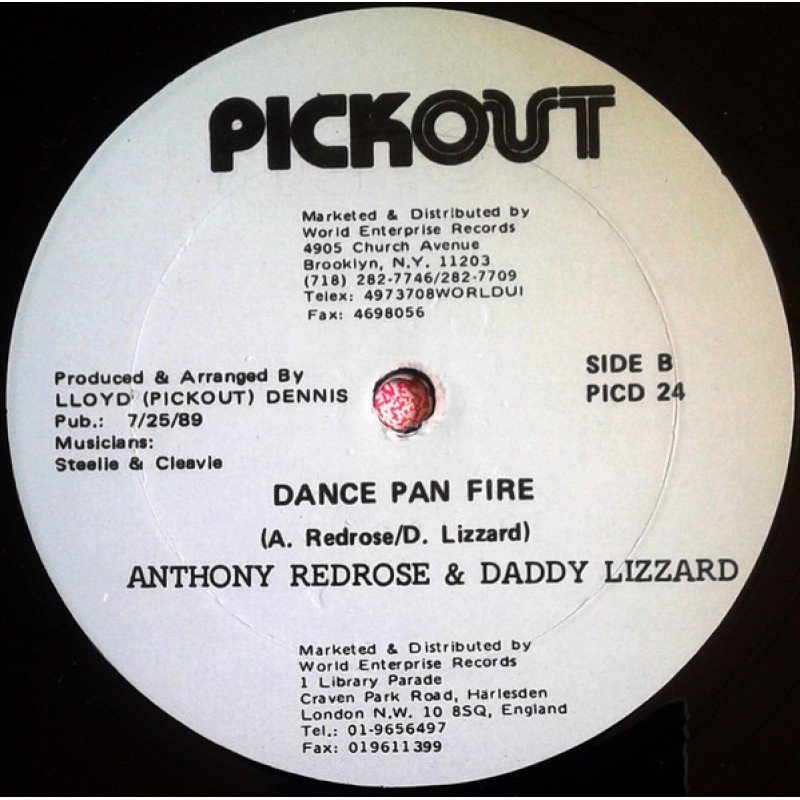 PICKOUT
Marketed & Distributed by
World Enterprise Records
4905 Church Avenue
Brooklyn, N.Y. 11203
(718) 282-7746/282-7709
Telex: 4973708WORLDUI
Fax: 4698056
Produced & Arranged By
LLOYD (PICKOUT) DENNIS
Pub.: 7/25/89
Musicians:
Steelie & Cleavie
SIDE B
PICD 24
DANCE PAN FIRE
(A. Redrose/D. Lizzard)
ANTHONY REDROSE & DADDY LIZZARD
Marketed & Distributed by
World Enterprise Records
1 Library Parade
Craven Park Road, Harlesden
London N.W. 10 8SQ, England
Tel.: 01-9656497
Fax: 019611399